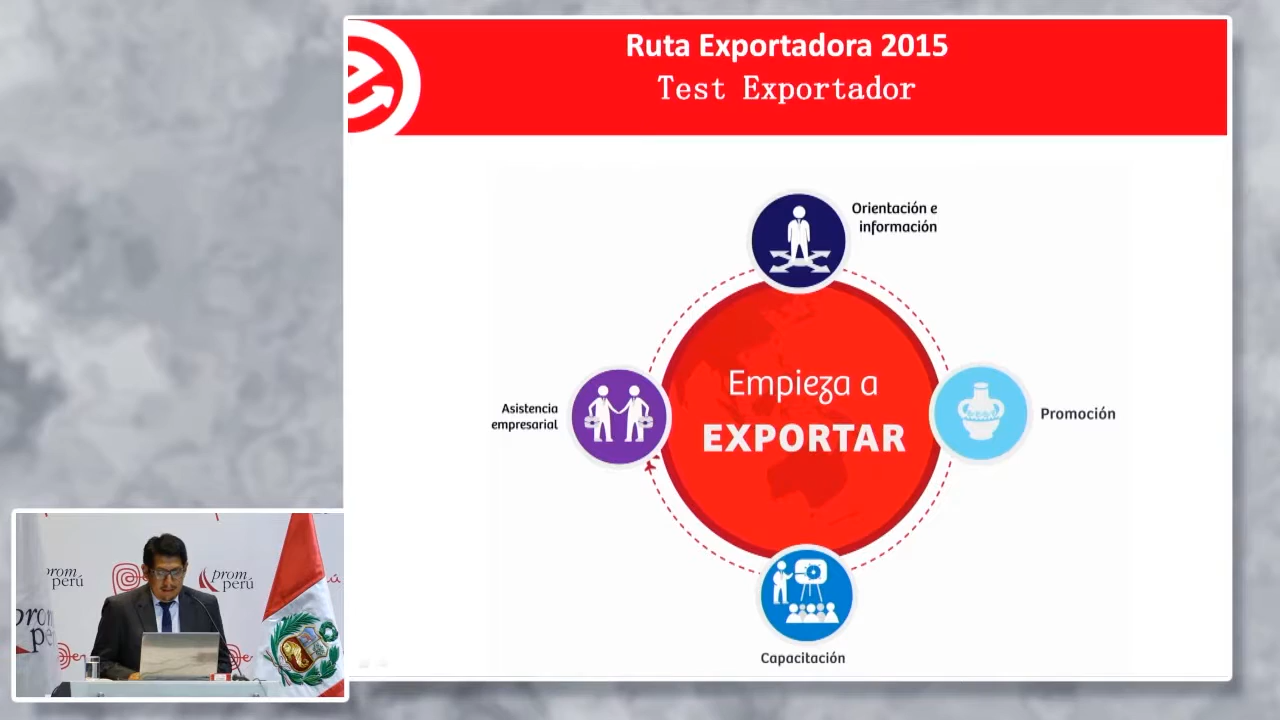 Ruta Exportadora 2015
Test Exportador
Orientación e
información
Empieza a
EXPORTAR
Asistencia
empresarial
Promoción
Capacitación
prom
perú
prom
perú